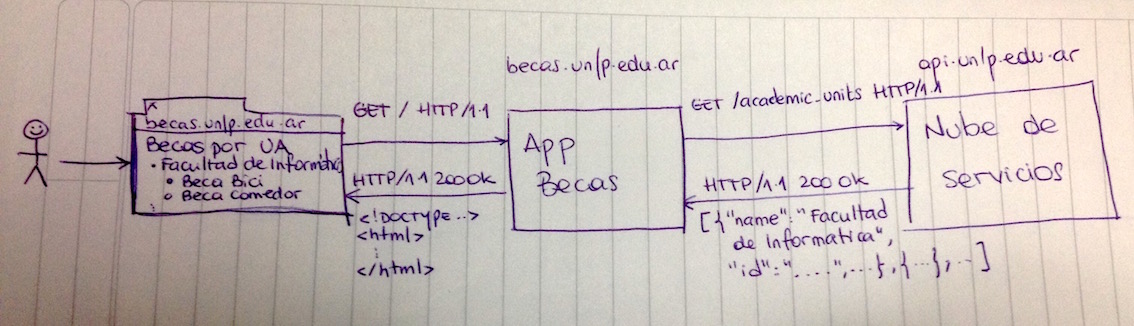 becas.unlp.edu.ar
Becas por UA
• Facultad de Informática
• Beca Bici
• Beca comedor
GET / HTTP/1.1
HTTP/1.1 200 OK
<!DOCTYPE...>
<html>
⋮
</html>
becas.unlp.edu.ar
App
Becas
GET /academic_units HTTP/1.1
HTTP/1.1 200 OK
[{"name":"Facultad
de Informatica",
"id":"....",...},{...},...]
api.unlp.edu.ar
Nube de
servicios